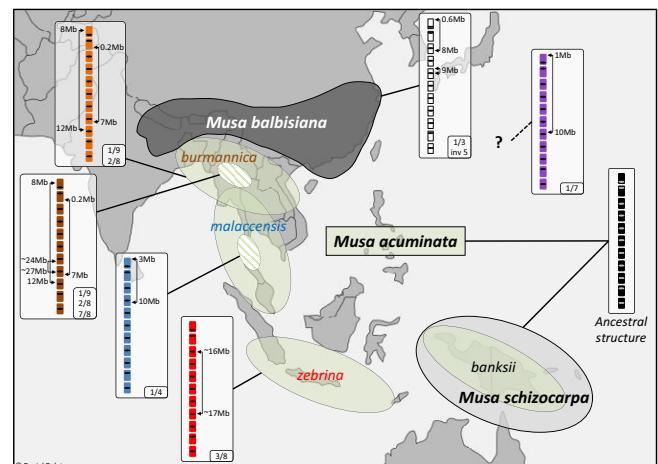 8Mb
0.2Mb
7Mb
12Mb
1/9
2/8
0.6Mb
8Mb
9Mb
1/3
inv 5
1Mb
10Mb
1/7
?
Musa balbisiana
burmannica
malaccensis
8Mb
0.2Mb
~24Mb
~27Mb
7Mb
12Mb
1/9
2/8
7/8
3Mb
10Mb
1/4
Musa acuminata
Ancestral
structure
~16Mb
~17Mb
3/8
zebrina
banksii
Musa schizocarpa